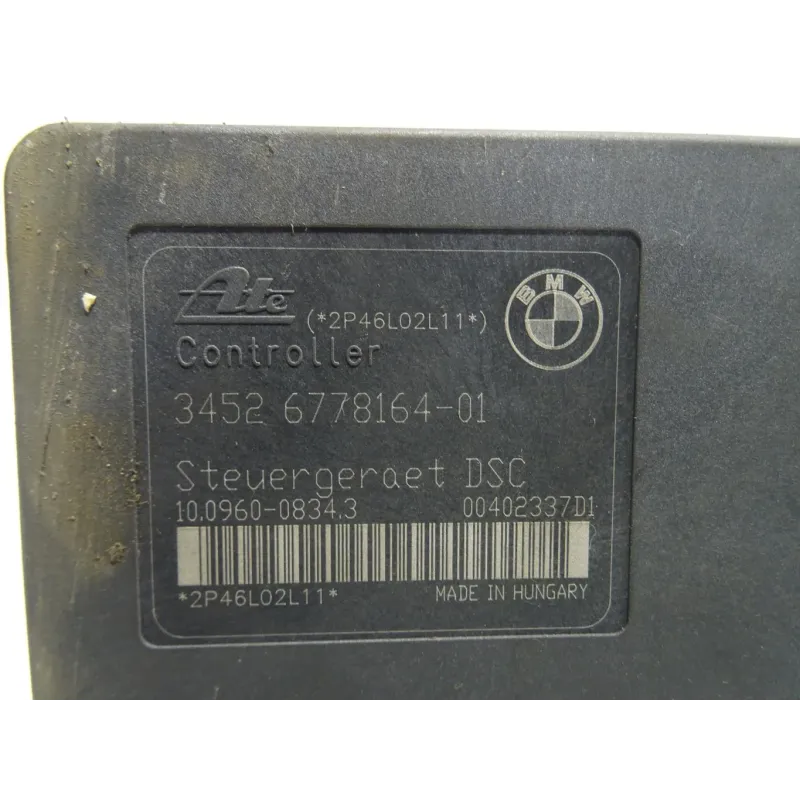 Ate (*2P46L02L11*)
BMW
Controller
3452 6778164-01
Steuergeraet DSC
10.0960-0834.3 00402337D1
*2P46L02L11* MADE IN HUNGARY